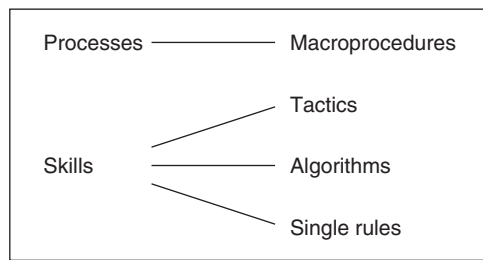 Processes Macroprocedures
Tactics
Skills Algorithms
Single rules